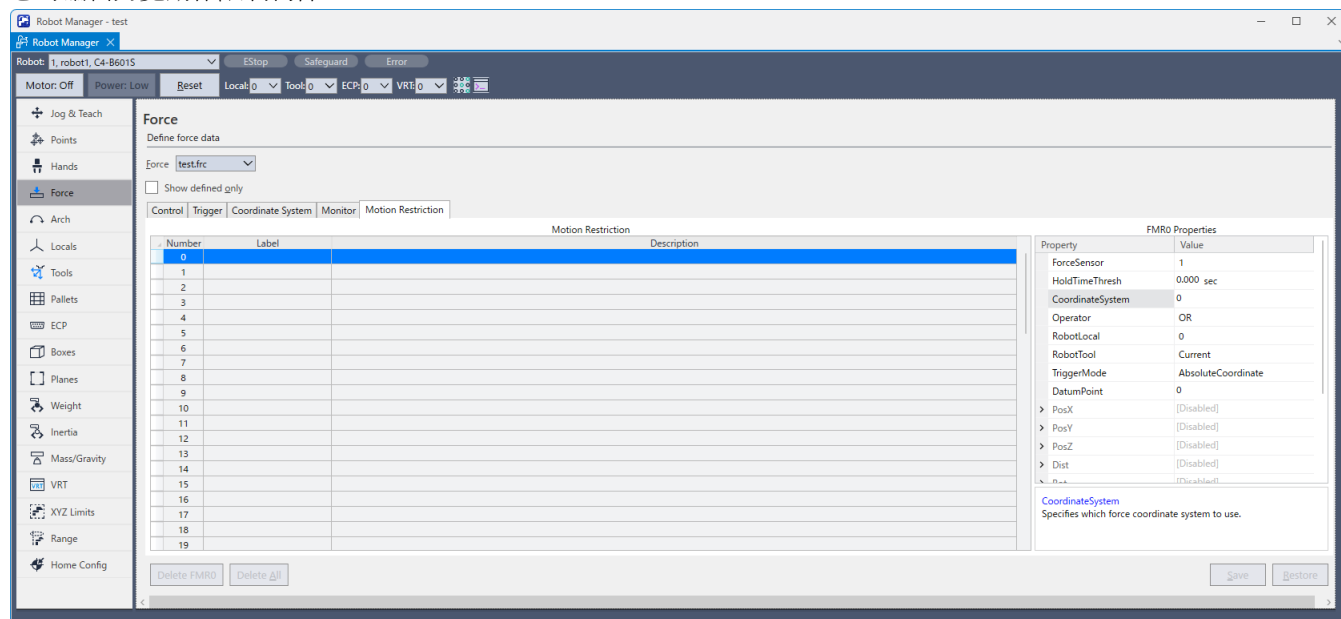 Robot Manager - test
Robot Manager
Robot: 1, robot1, C4-B601S EStop Safeguard Error
Motor: Off Power: Low Reset Local: 0 Tool: 0 ECP: 0 VRT: 0
Jog & Teach
Points
Hands
Force
Arch
Locals
Tools
Pallets
ECP
Boxes
Planes
Weight
Inertia
Mass/Gravity
VRT
XYZ Limits
Range
Home Config
Force
Define force data
Force test.frc
Show defined only
Control Trigger Coordinate System Monitor Motion Restriction
Motion Restriction
Number Label Description
0
1
2
3
4
5
6
7
8
9
10
11
12
13
14
15
16
17
18
19
FMR0 Properties
Property Value
ForceSensor 1
HoldTimeThresh 0.000 sec
CoordinateSystem 0
Operator OR
RobotLocal 0
RobotTool Current
TriggerMode AbsoluteCoordinate
DatumPoint 0
PosX [Disabled]
PosY [Disabled]
PosZ [Disabled]
Dist [Disabled]
CoordinateSystem
Specifies which force coordinate system to use.
Delete FMR0 Delete All Save Restore